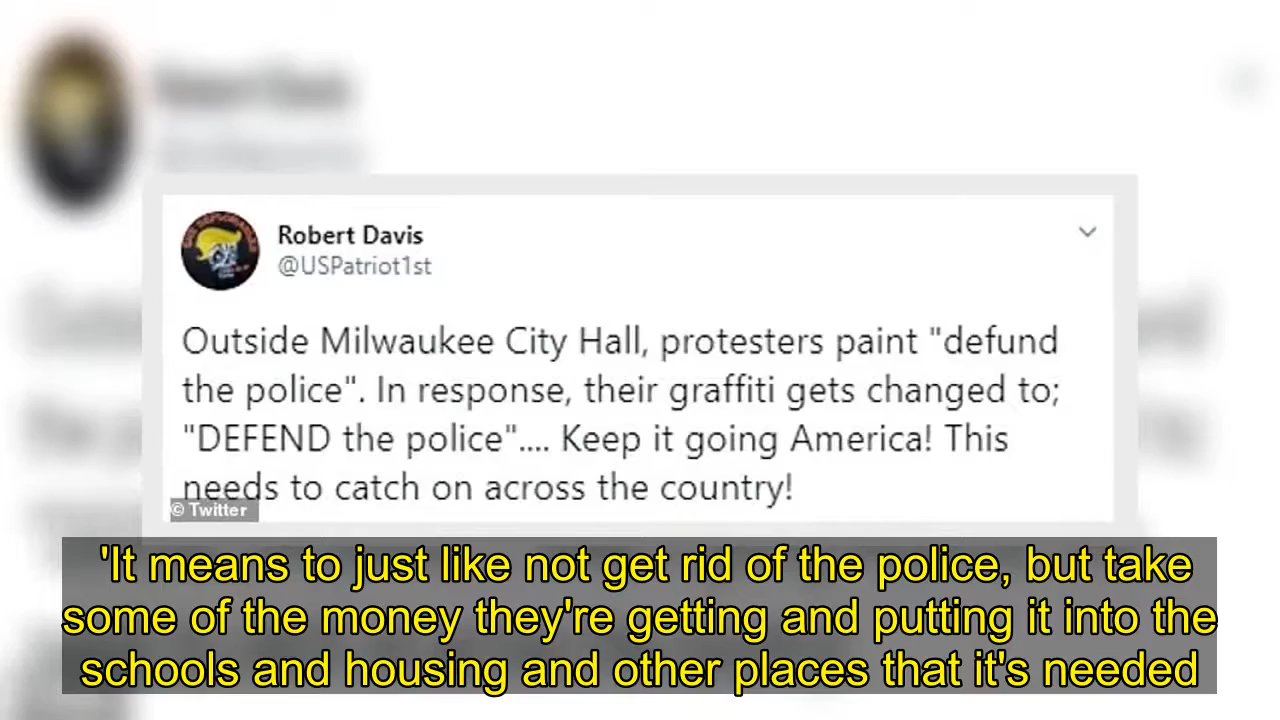 Robert Davis
@USPatriot1st
Outside Milwaukee City Hall, protesters paint "defund
the police". In response, their graffiti gets changed to;
"DEFEND the police".... Keep it going America! This
needs to catch on across the country!
© Twitter
'It means to just like not get rid of the police, but take
some of the money they're getting and putting it into the
schools and housing and other places that it's needed